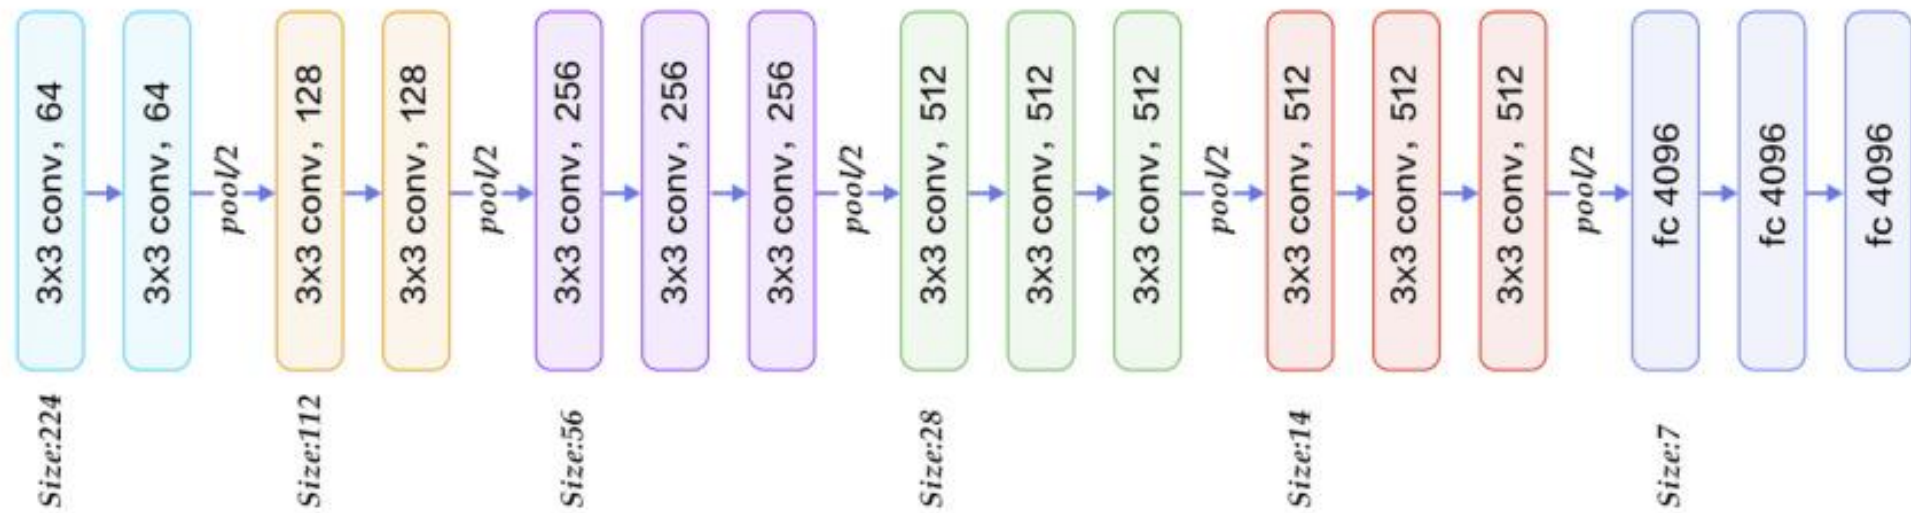 3x3 conv, 64
3x3 conv, 64
pool/2
3x3 conv, 128
3x3 conv, 128
pool/2
3x3 conv, 256
3x3 conv, 256
3x3 conv, 256
pool/2
3x3 conv, 512
3x3 conv, 512
3x3 conv, 512
pool/2
3x3 conv, 512
3x3 conv, 512
3x3 conv, 512
pool/2
fc 4096
fc 4096
fc 4096
Size:224
Size:112
Size:56
Size:28
Size:14
Size:7